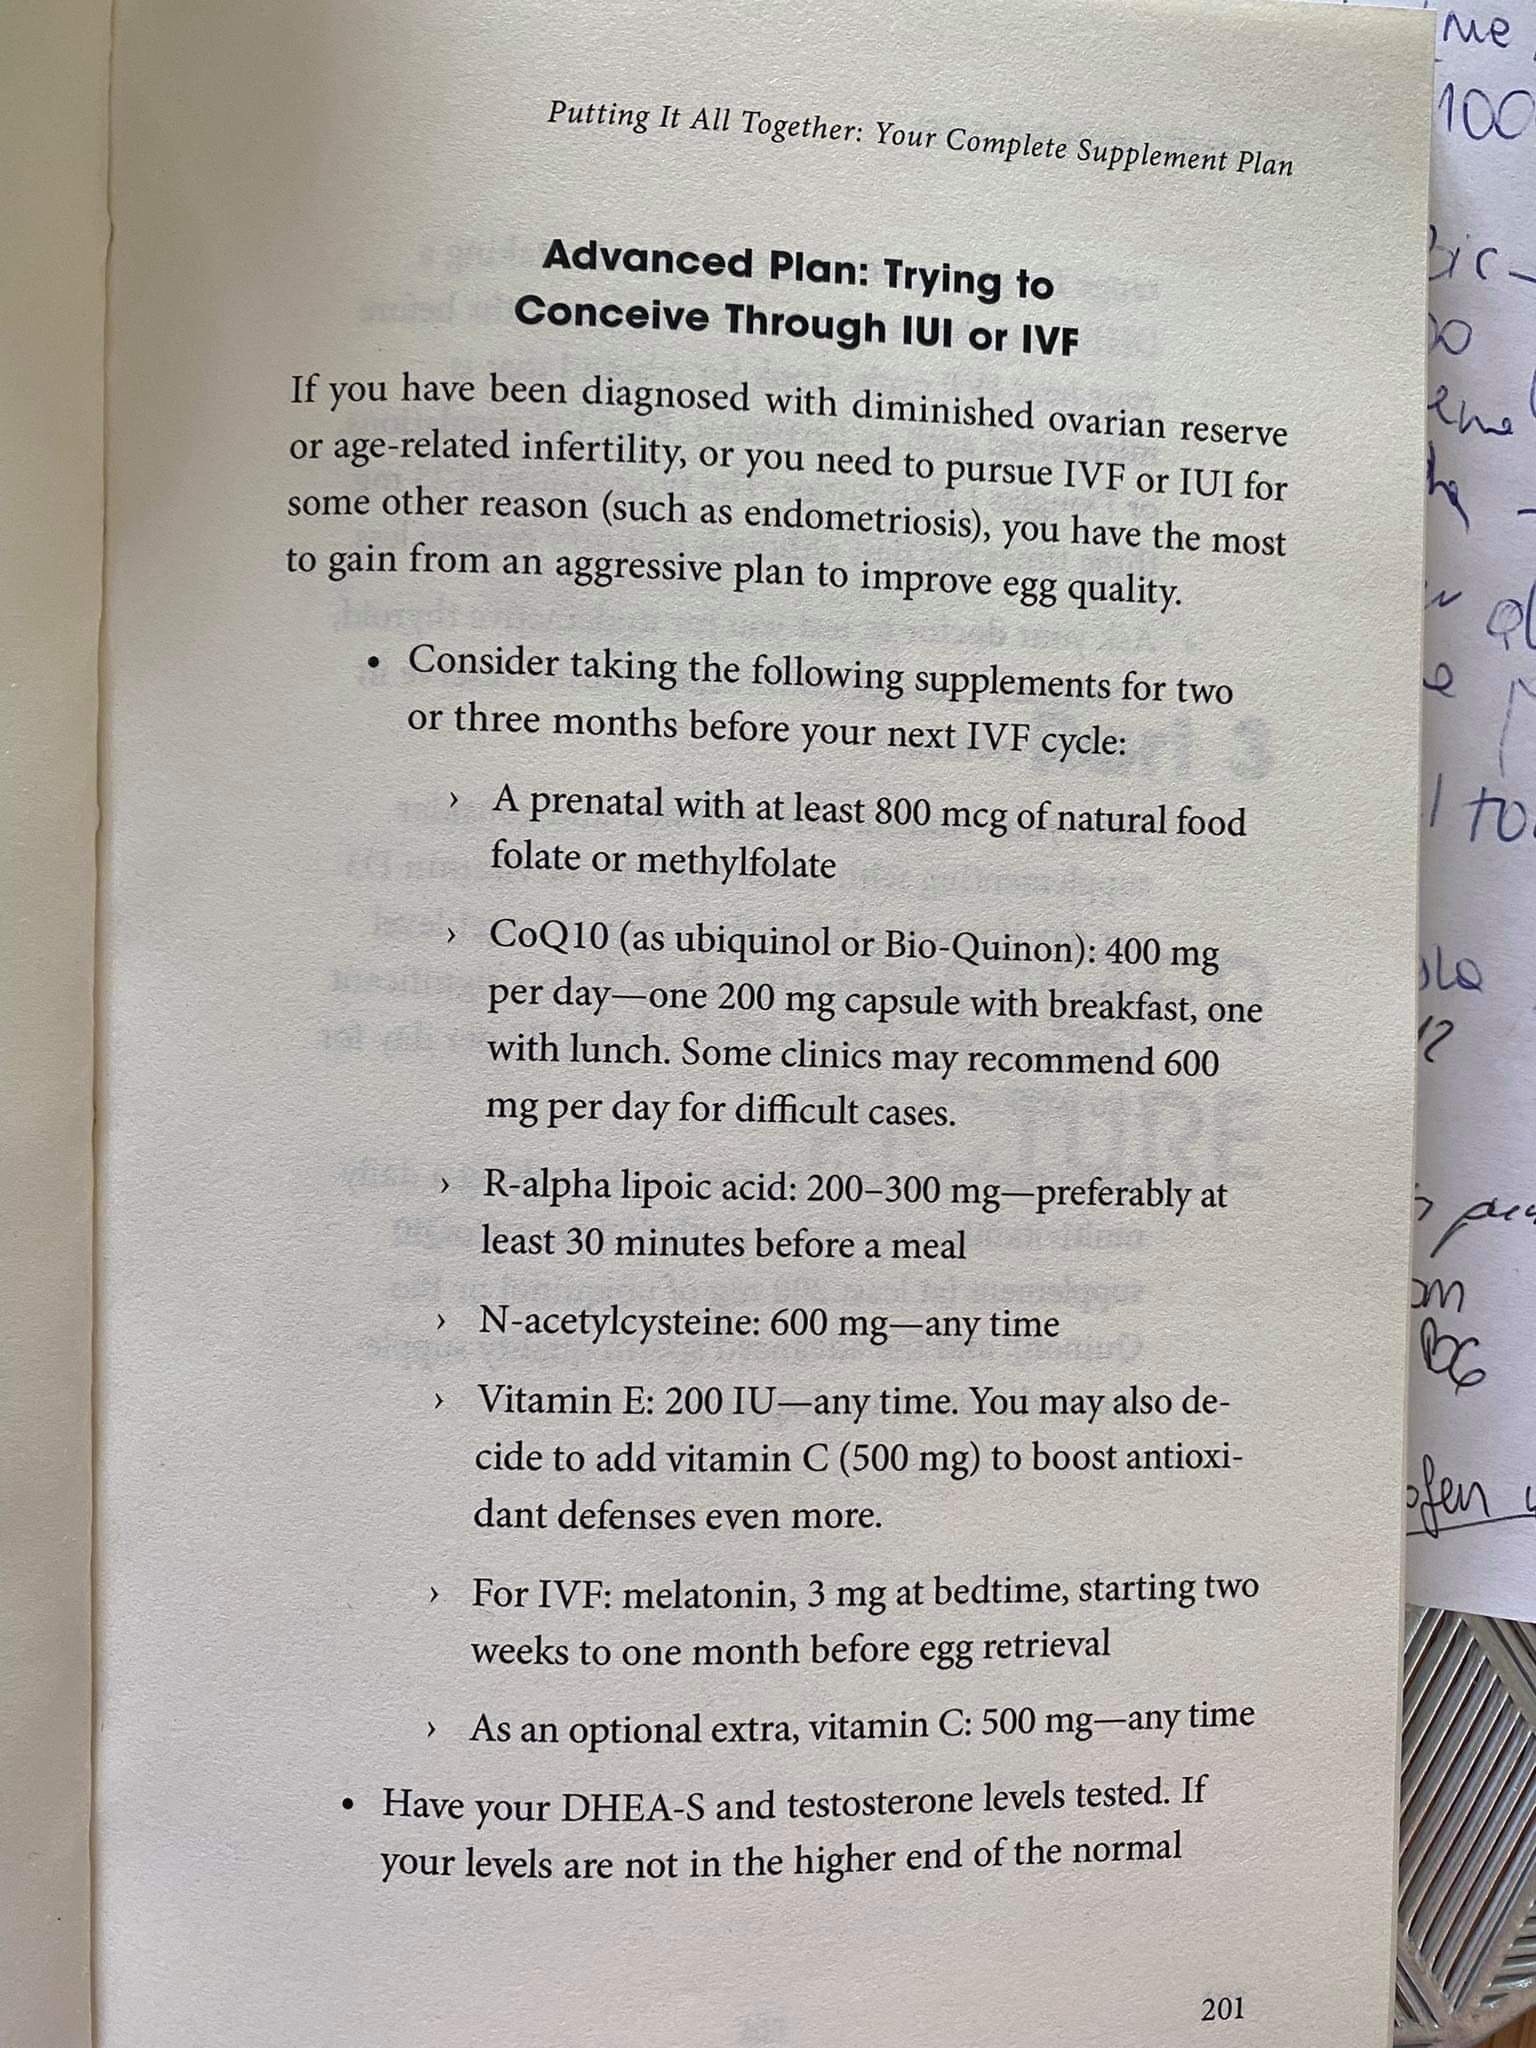 Putting It All Together: Your Complete Supplement Plan
Advanced Plan: Trying to
Conceive Through IUI or IVF
If you have been diagnosed with diminished ovarian reserve
or age-related infertility, or you need to pursue IVF or IUI for
some other reason (such as endometriosis), you have the most
to gain from an aggressive plan to improve egg quality.
• Consider taking the following supplements for two
or three months before your next IVF cycle:
› A prenatal with at least 800 mcg of natural food
folate or methylfolate
› CoQ10 (as ubiquinol or Bio-Quinon): 400 mg
per day—one 200 mg capsule with breakfast, one
with lunch. Some clinics may recommend 600
mg per day for difficult cases.
› R-alpha lipoic acid: 200–300 mg—preferably at
least 30 minutes before a meal
› N-acetylcysteine: 600 mg—any time
› Vitamin E: 200 IU—any time. You may also de-
cide to add vitamin C (500 mg) to boost antioxi-
dant defenses even more.
› For IVF: melatonin, 3 mg at bedtime, starting two
weeks to one month before egg retrieval
› As an optional extra, vitamin C: 500 mg—any time
• Have your DHEA-S and testosterone levels tested. If
your levels are not in the higher end of the normal
201
100
B6